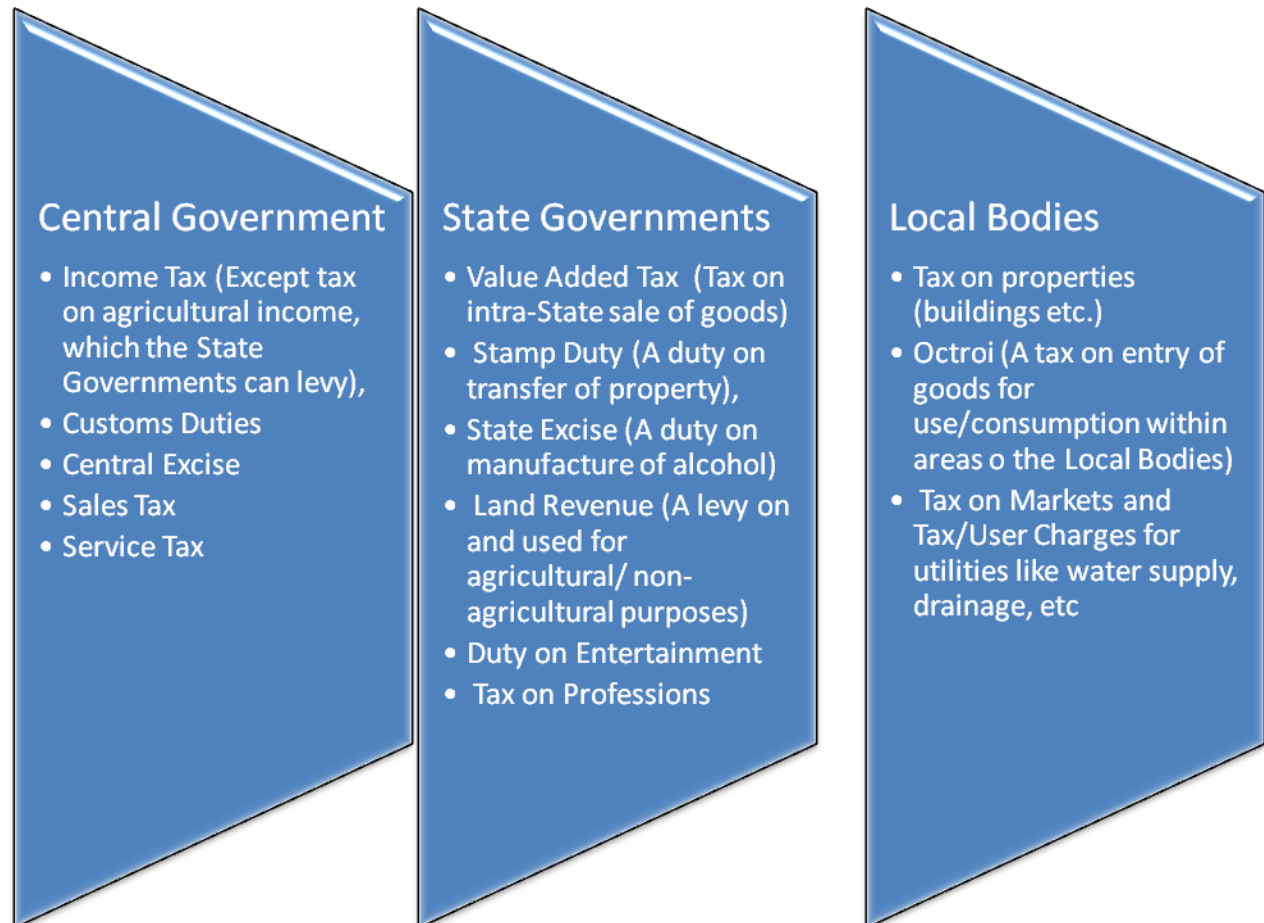 Central Government
• Income Tax (Except tax
on agricultural income,
which the State
Governments can levy),
• Customs Duties
• Central Excise
• Sales Tax
• Service Tax
State Governments
• Value Added Tax (Tax on
intra-State sale of goods)
• Stamp Duty (A duty on
transfer of property),
• State Excise (A duty on
manufacture of alcohol)
• Land Revenue (A levy on
and used for
agricultural/ non-
agricultural purposes)
• Duty on Entertainment
• Tax on Professions
Local Bodies
• Tax on properties
(buildings etc.)
• Octroi (A tax on entry of
goods for
use/consumption within
areas o the Local Bodies)
• Tax on Markets and
Tax/User Charges for
utilities like water supply,
drainage, etc